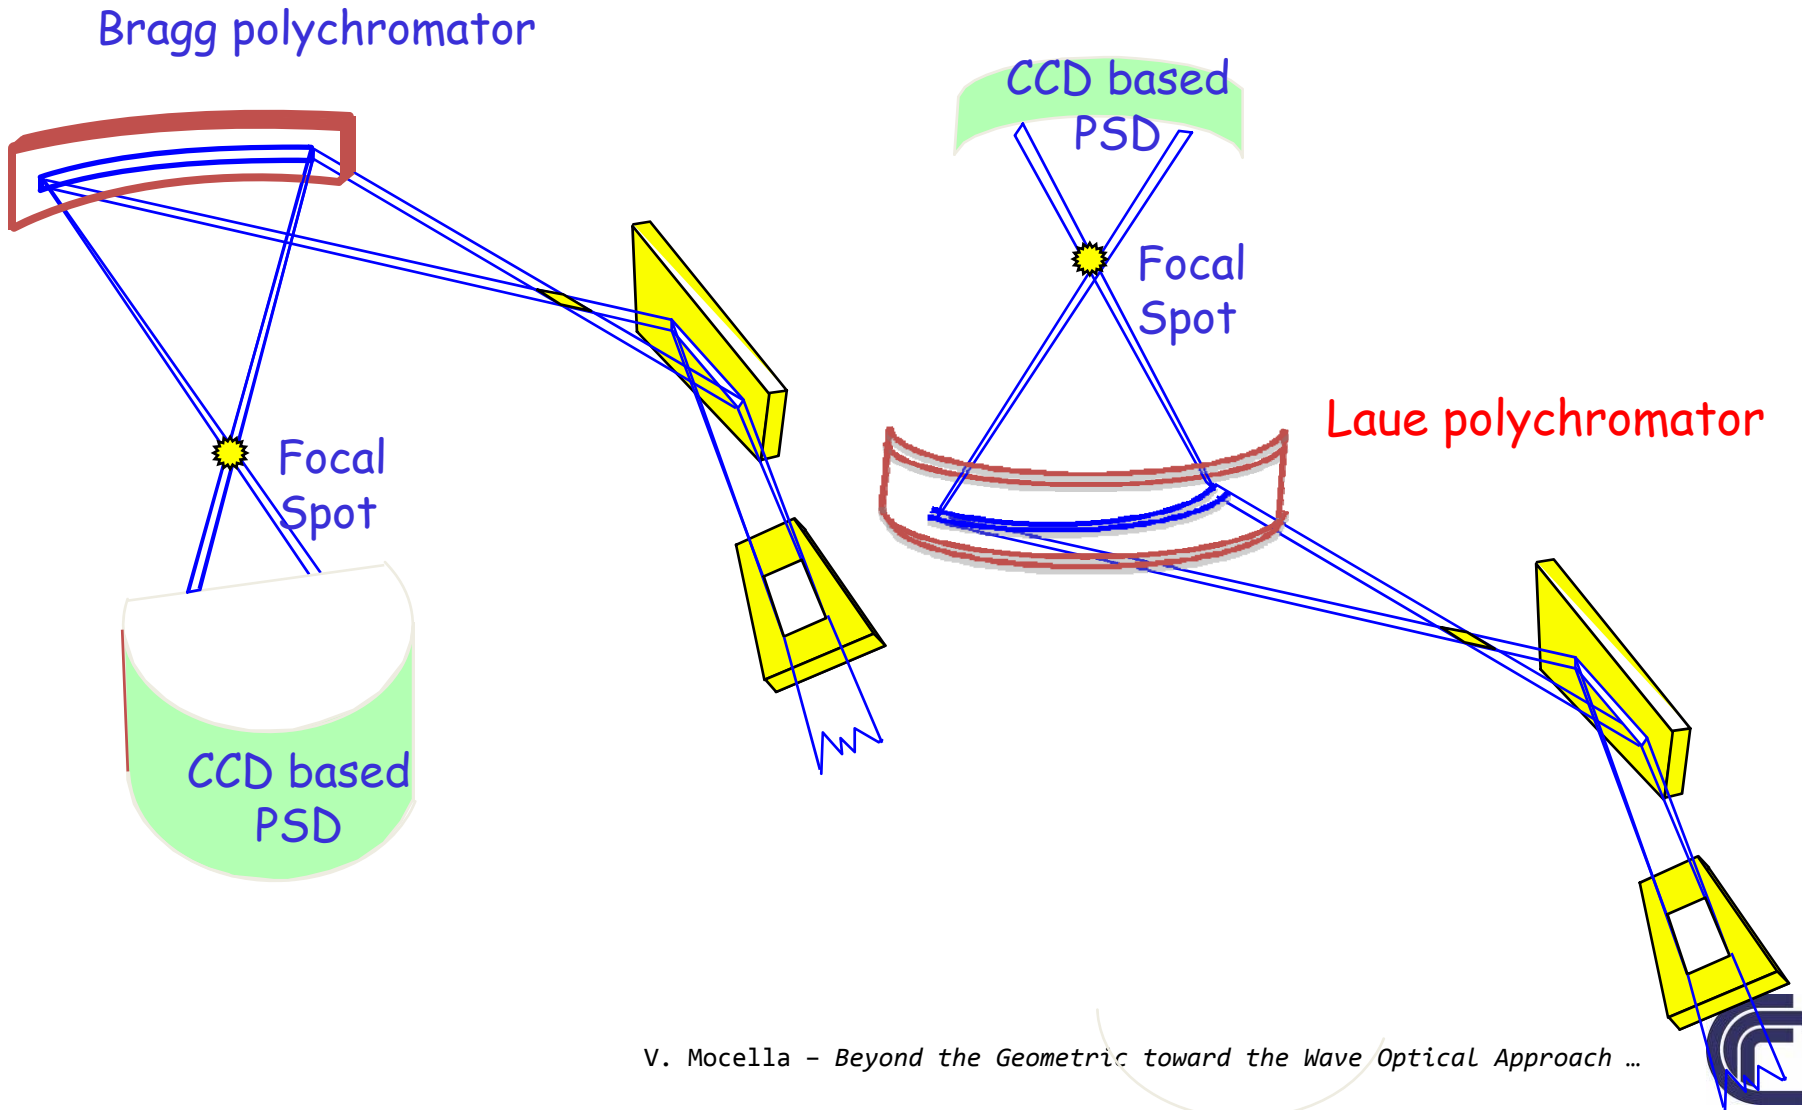 Bragg polychromator
CCD based
PSD
Focal
Spot
Laue polychromator
Focal
Spot
CCD based
PSD
V. Mocella – Beyond the Geometric toward the Wave Optical Approach …